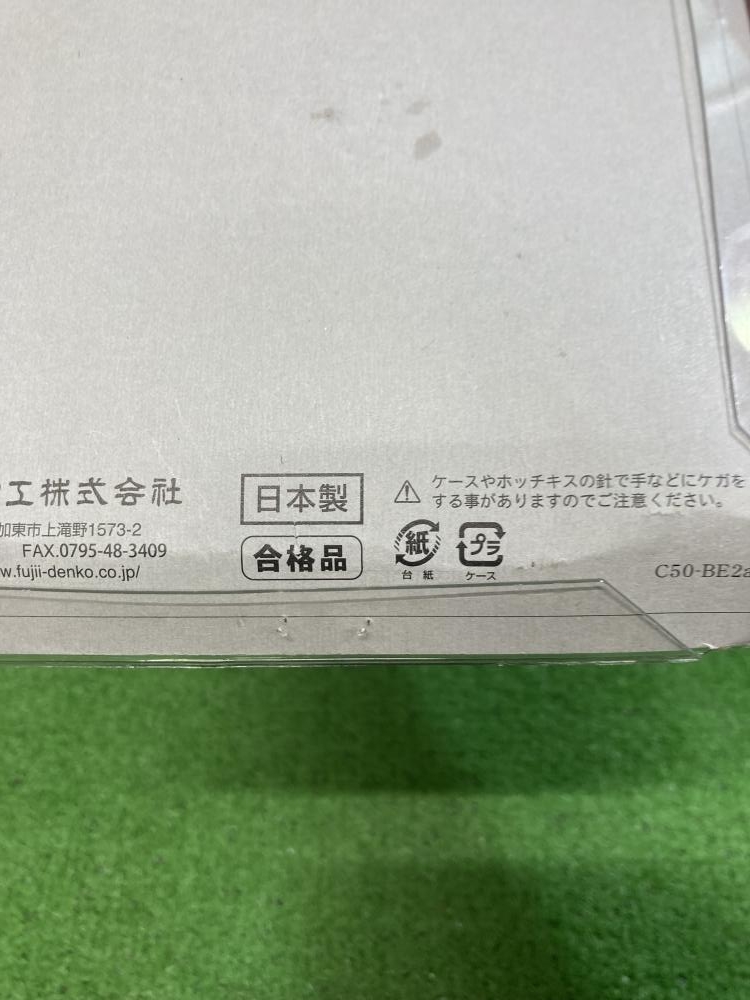 工株式会社
加東市上滝野1573-2
FAX.0795-48-3409
w.fujii-denko.co.jp/
日本製
合格品
⚠ ケースやホッチキスの針で手などにケガを
する事がありますのでご注意ください。
紙
台紙
プラ
ケース
C50-BE2a